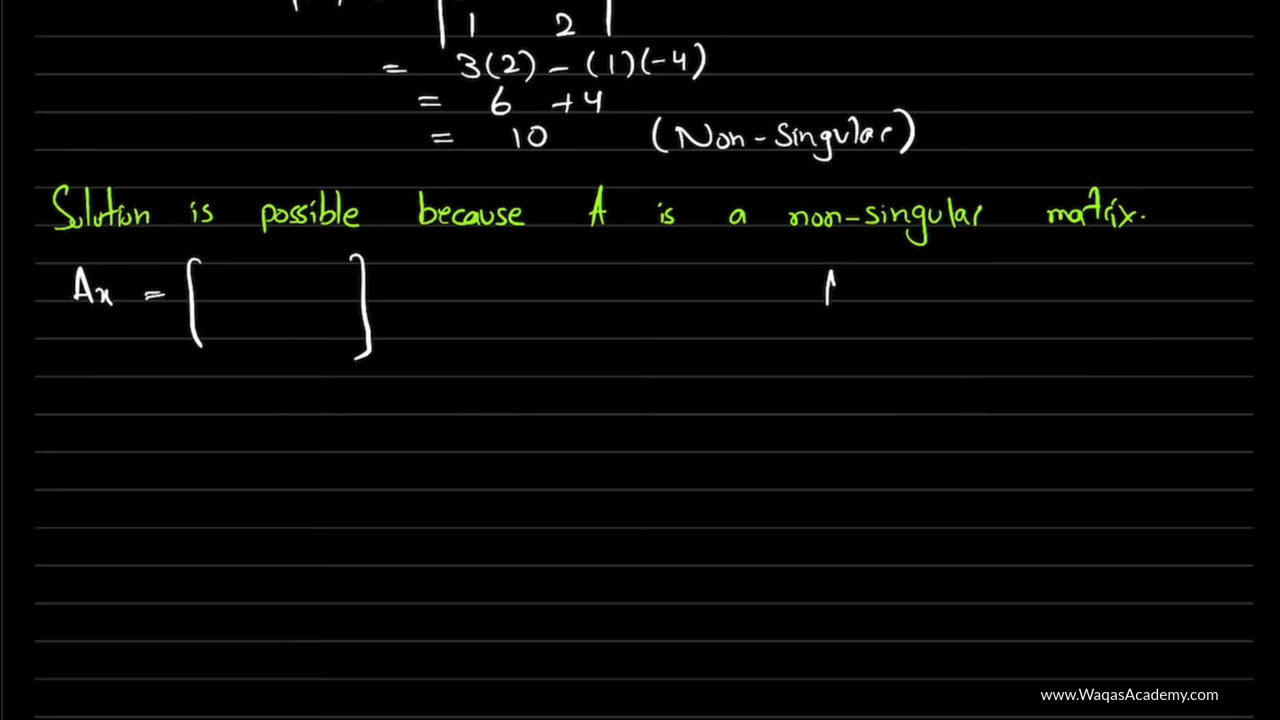 | 1 2 |
= 3(2) - (1)(-4)
= 6 +4
= 10 (Non-Singular)
Solution is possible because A is a non-singular matrix.
Ax = [ ]
www.WaqasAcademy.com